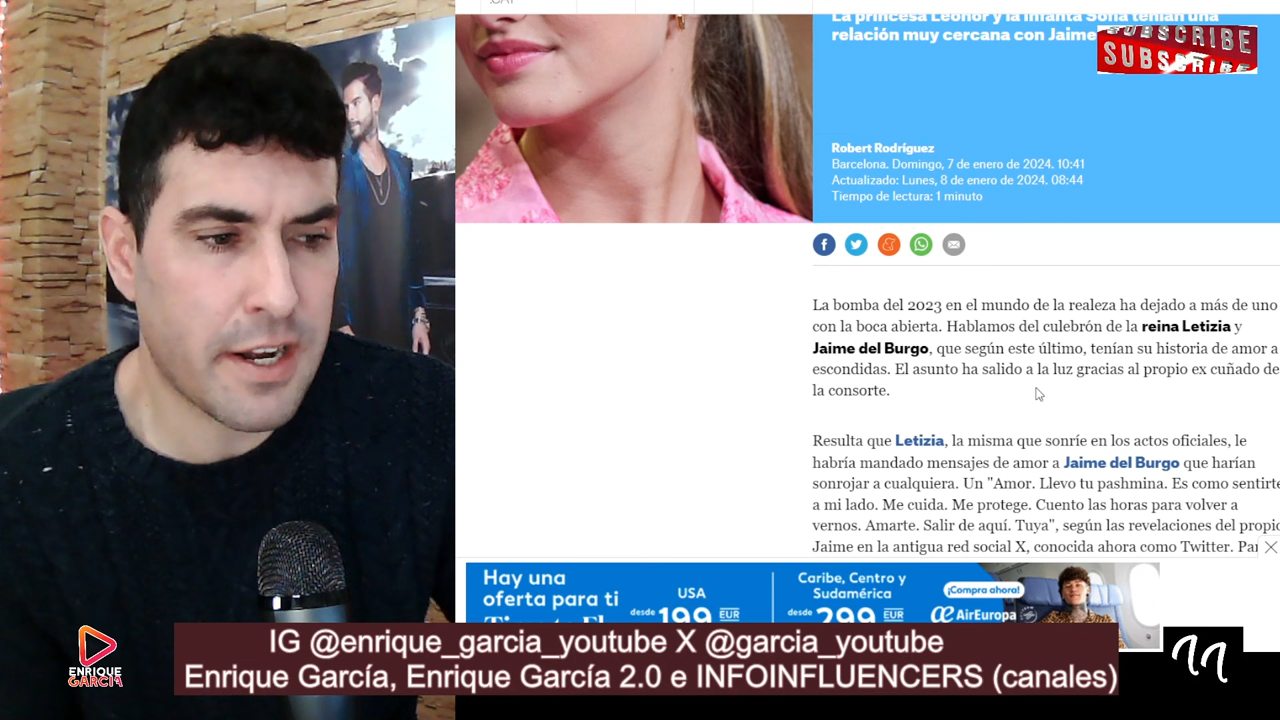 .CAT
La princesa Leonor y la infanta Sofía tenían una
relación muy cercana con Jaime
SUBSCRIBE
SUBSCRIBE
Robert Rodríguez
Barcelona. Domingo, 7 de enero de 2024. 10:41
Actualizado: Lunes, 8 de enero de 2024. 08:44
Tiempo de lectura: 1 minuto
La bomba del 2023 en el mundo de la realeza ha dejado a más de uno
con la boca abierta. Hablamos del culebrón de la reina Letizia y
Jaime del Burgo, que según este último, tenían su historia de amor a
escondidas. El asunto ha salido a la luz gracias al propio ex cuñado de
la consorte.
Resulta que Letizia, la misma que sonríe en los actos oficiales, le
habría mandado mensajes de amor a Jaime del Burgo que harían
sonrojar a cualquiera. Un "Amor. Llevo tu pashmina. Es como sentirte
a mi lado. Me cuida. Me protege. Cuento las horas para volver a
vernos. Amarte. Salir de aquí. Tuya", según las revelaciones del propio
Jaime en la antigua red social X, conocida ahora como Twitter. Par
Hay una
oferta para ti
USA
desde 199 EUR
Caribe, Centro y
Sudamérica
desde 299 EUR
¡Compra ahora!
AirEuropa
IG @enrique_garcia_youtube X @garcia_youtube
Enrique García, Enrique García 2.0 e INFOINFLUENCERS (canales)
ENRIQUE
GARCÍA